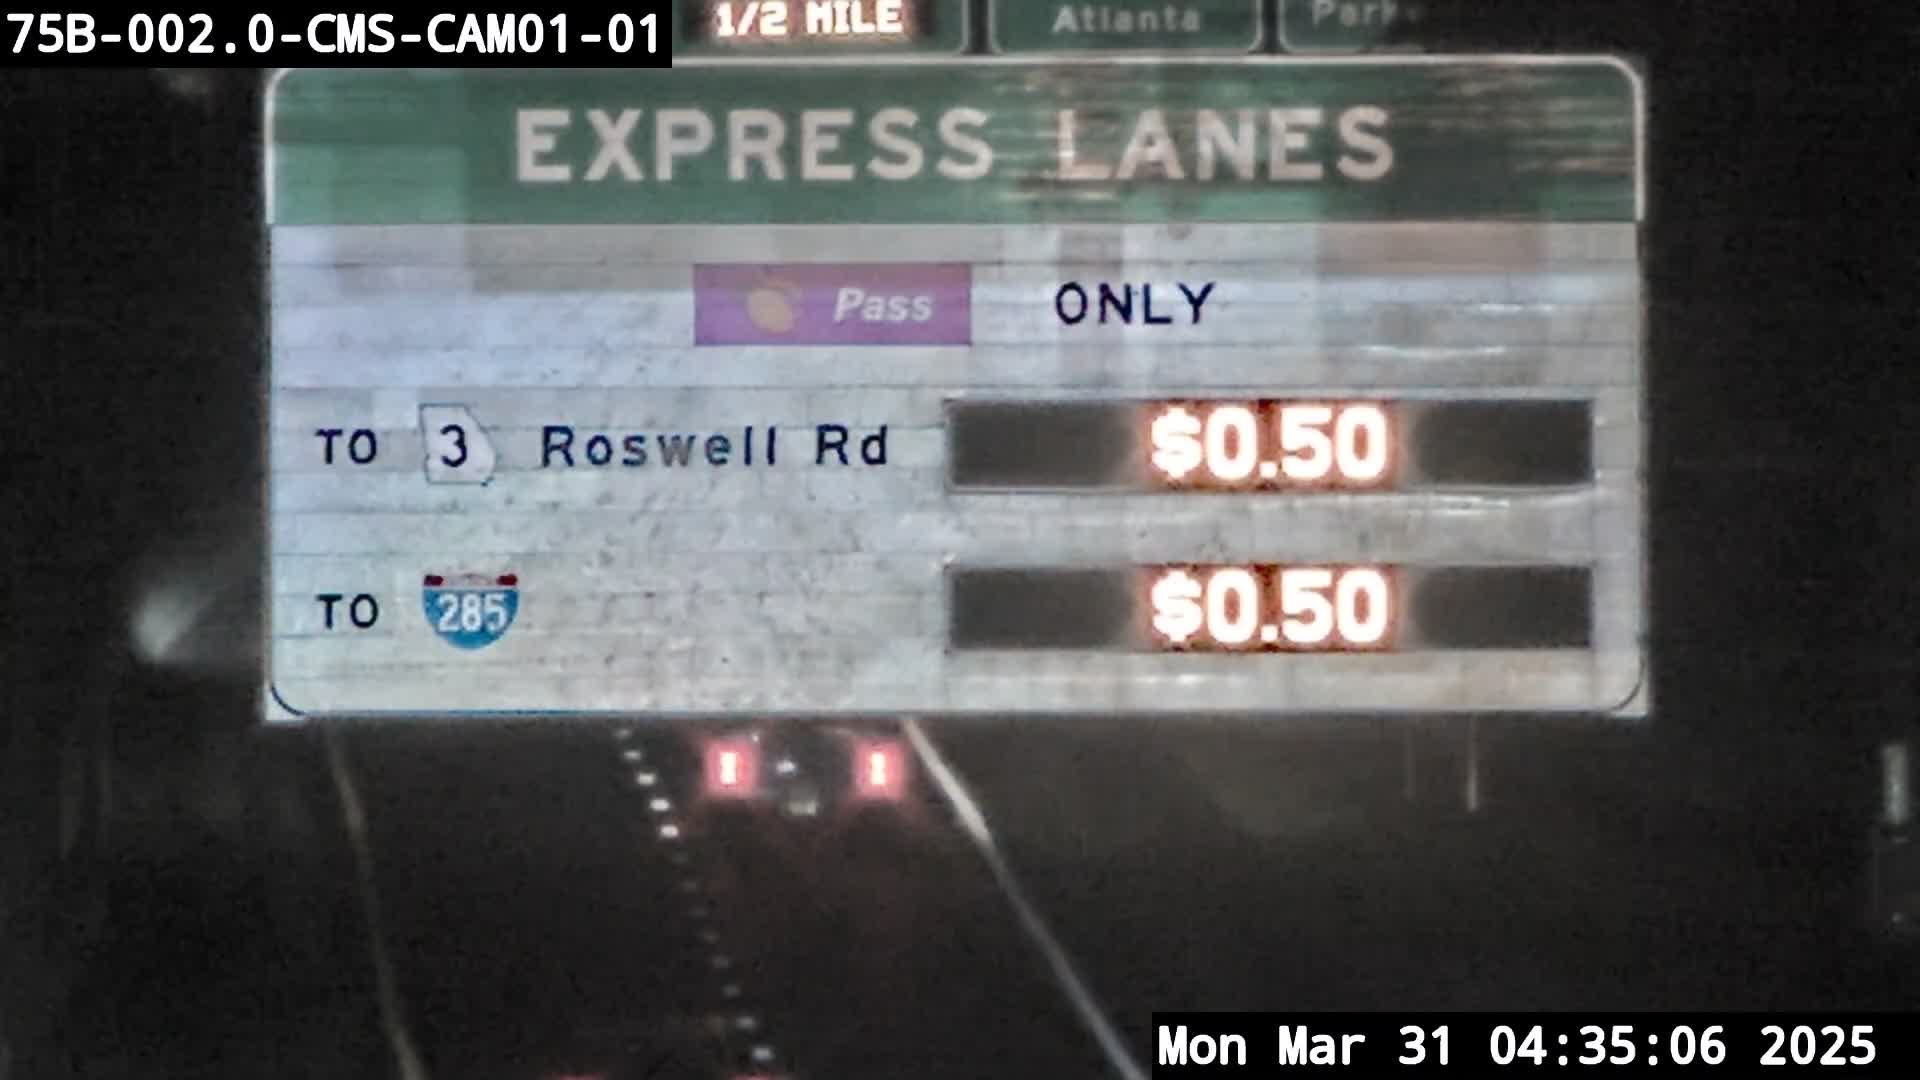 75B-002.0-CMS-CAM01-01
1/2 MILE
Atlanta
EXPRESS LANES
Pass ONLY
TO 3 Roswell Rd $0.50
TO 285 $0.50
Mon Mar 31 04:35:06 2025